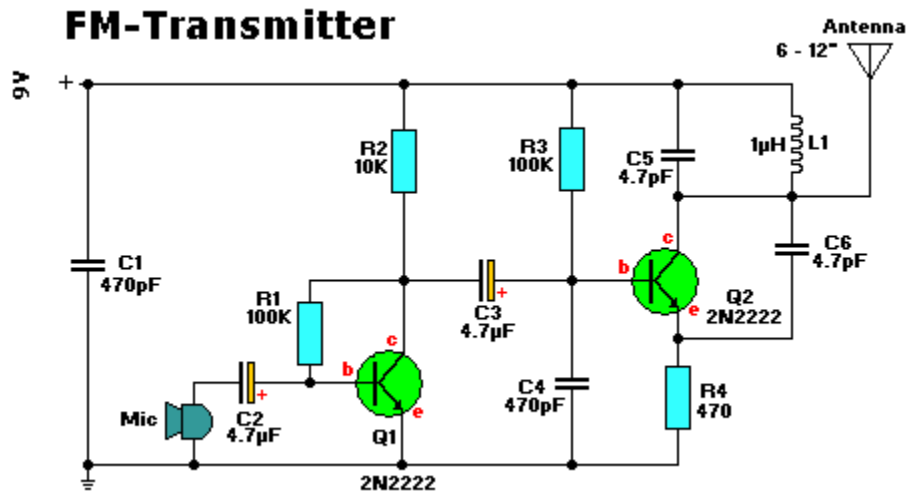 FM-Transmitter
Antenna
6 - 12"
9V
+
R2
10K
R3
100K
C5
4.7pF
1µH
L1
C1
470pF
R1
100K
C3
4.7µF
+
b
c
e
Q2
2N2222
C6
4.7pF
Mic
C2
4.7µF
+
b
c
e
Q1
2N2222
C4
470pF
R4
470